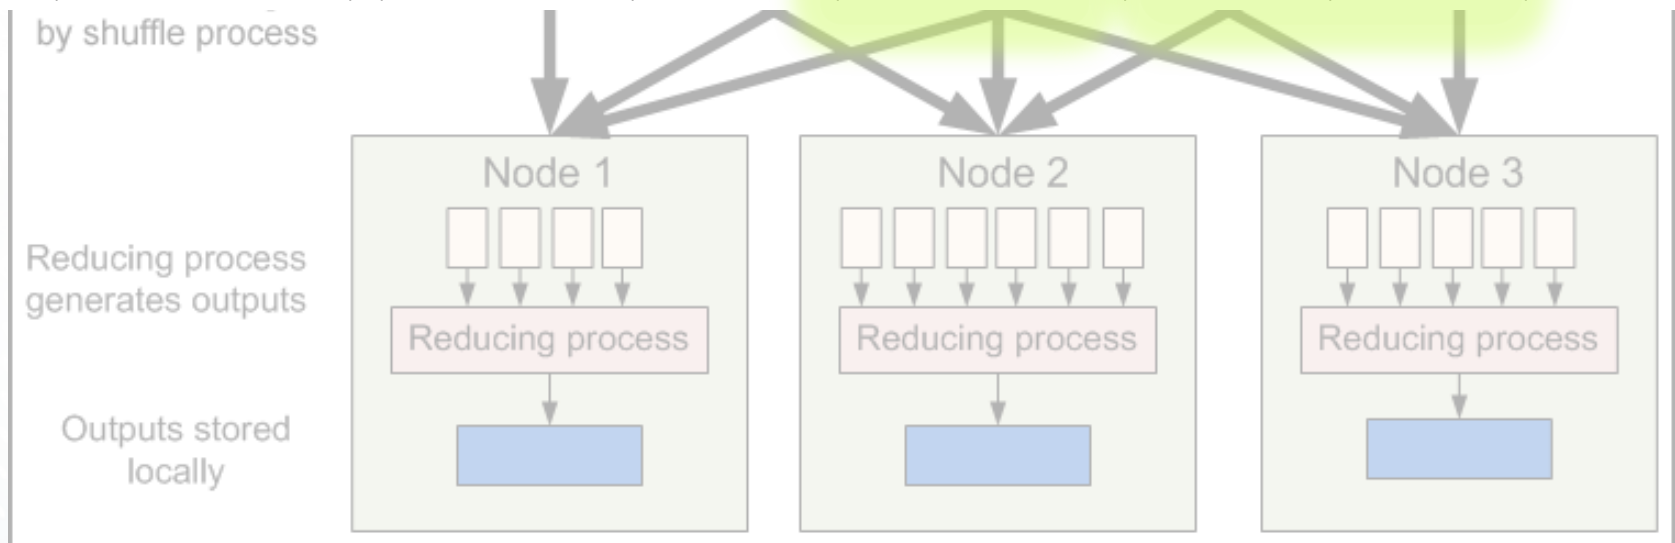 by shuffle process
Node 1
Node 2
Node 3
Reducing process
generates outputs
Reducing process
Reducing process
Reducing process
Outputs stored
locally